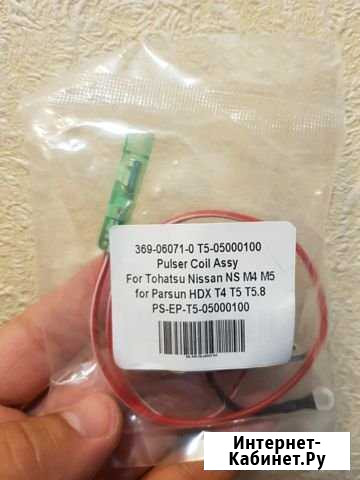 369-06071-0 T5-05000100
Pulser Coil Assy
For Tohatsu Nissan NS M4 M5
for Parsun HDX T4 T5 T5.8
PS-EP-T5-05000100
Интернет-
Кабинет.Ру